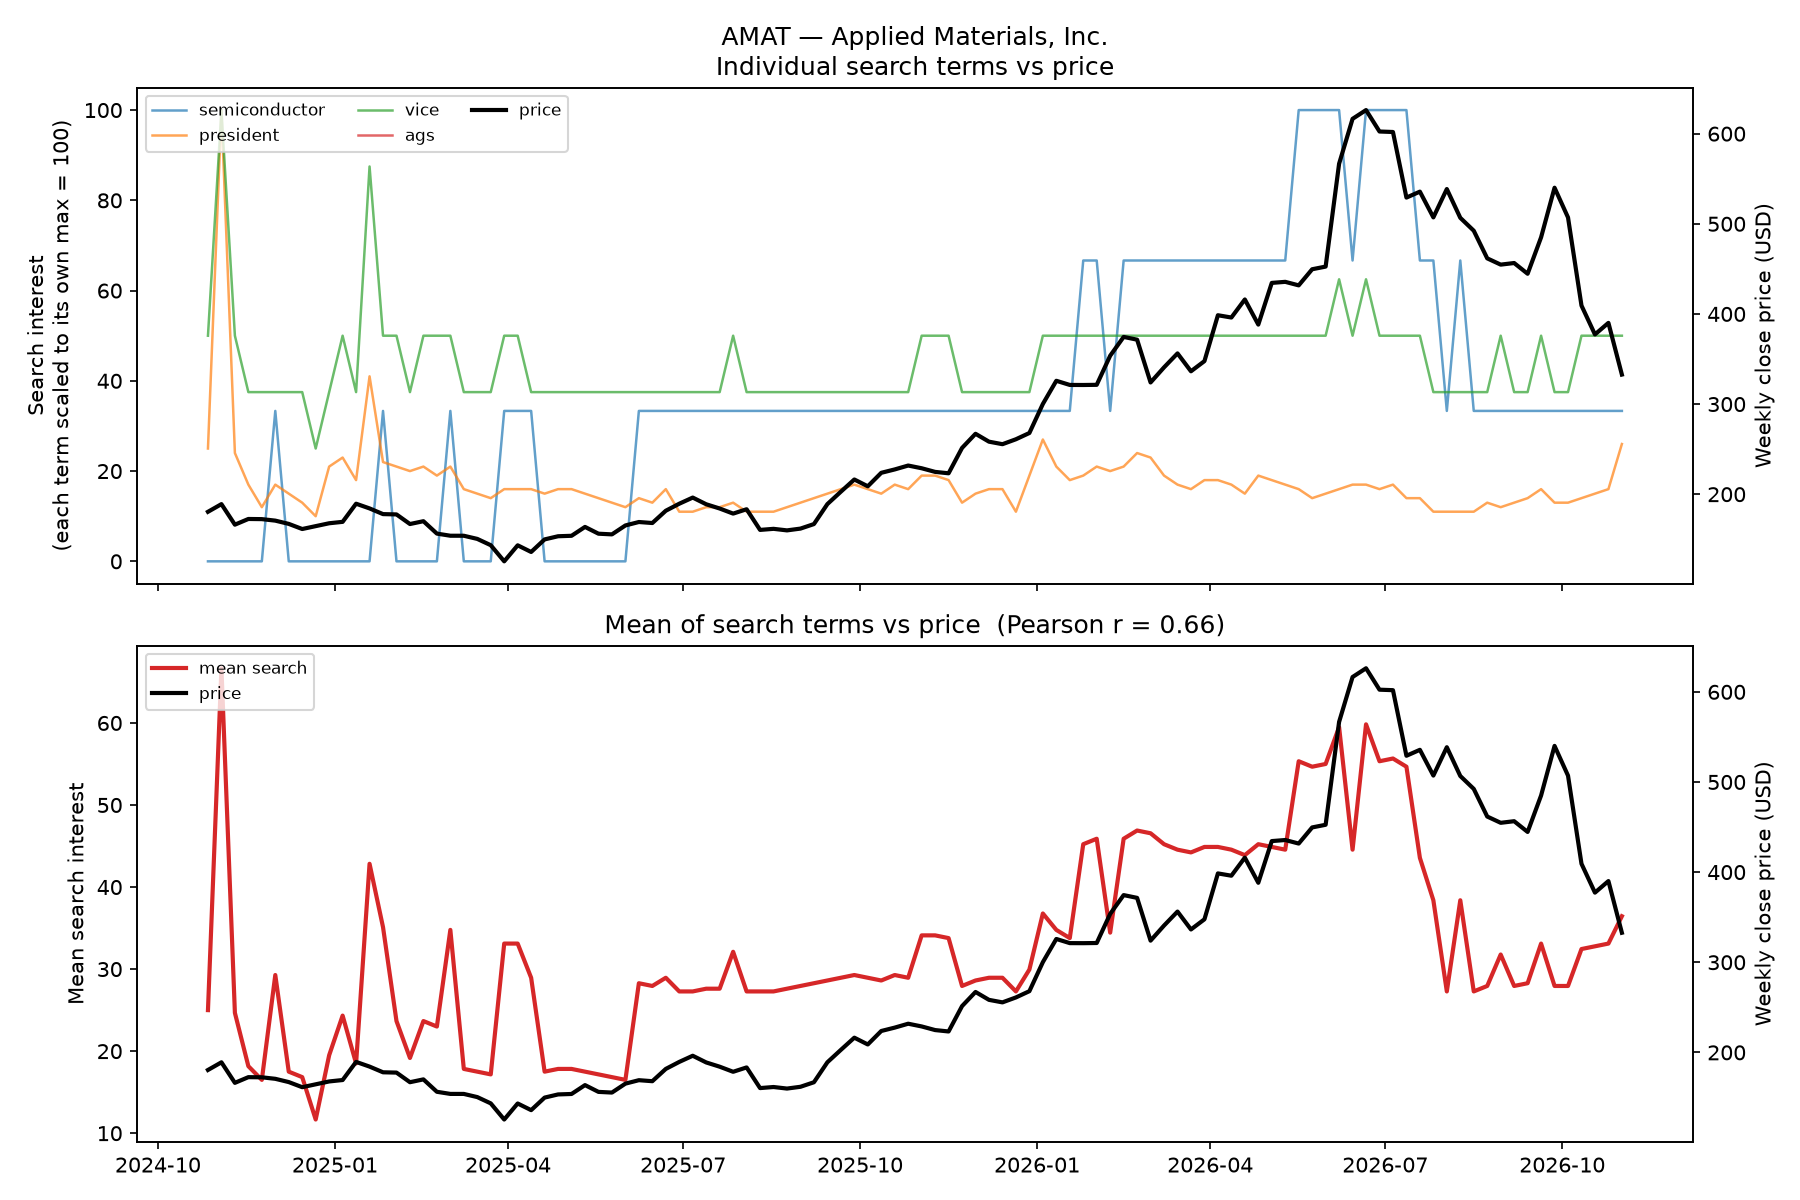 AMAT — Applied Materials, Inc.
Individual search terms vs price
semiconductor
president
vice
ags
price
Search interest
(each term scaled to its own max = 100)
100
80
60
40
20
0
Weekly close price (USD)
600
500
400
300
200
Mean of search terms vs price (Pearson r = 0.66)
mean search
price
Mean search interest
60
50
40
30
20
10
Weekly close price (USD)
600
500
400
300
200
2024-10
2025-01
2025-04
2025-07
2025-10
2026-01
2026-04
2026-07
2026-10